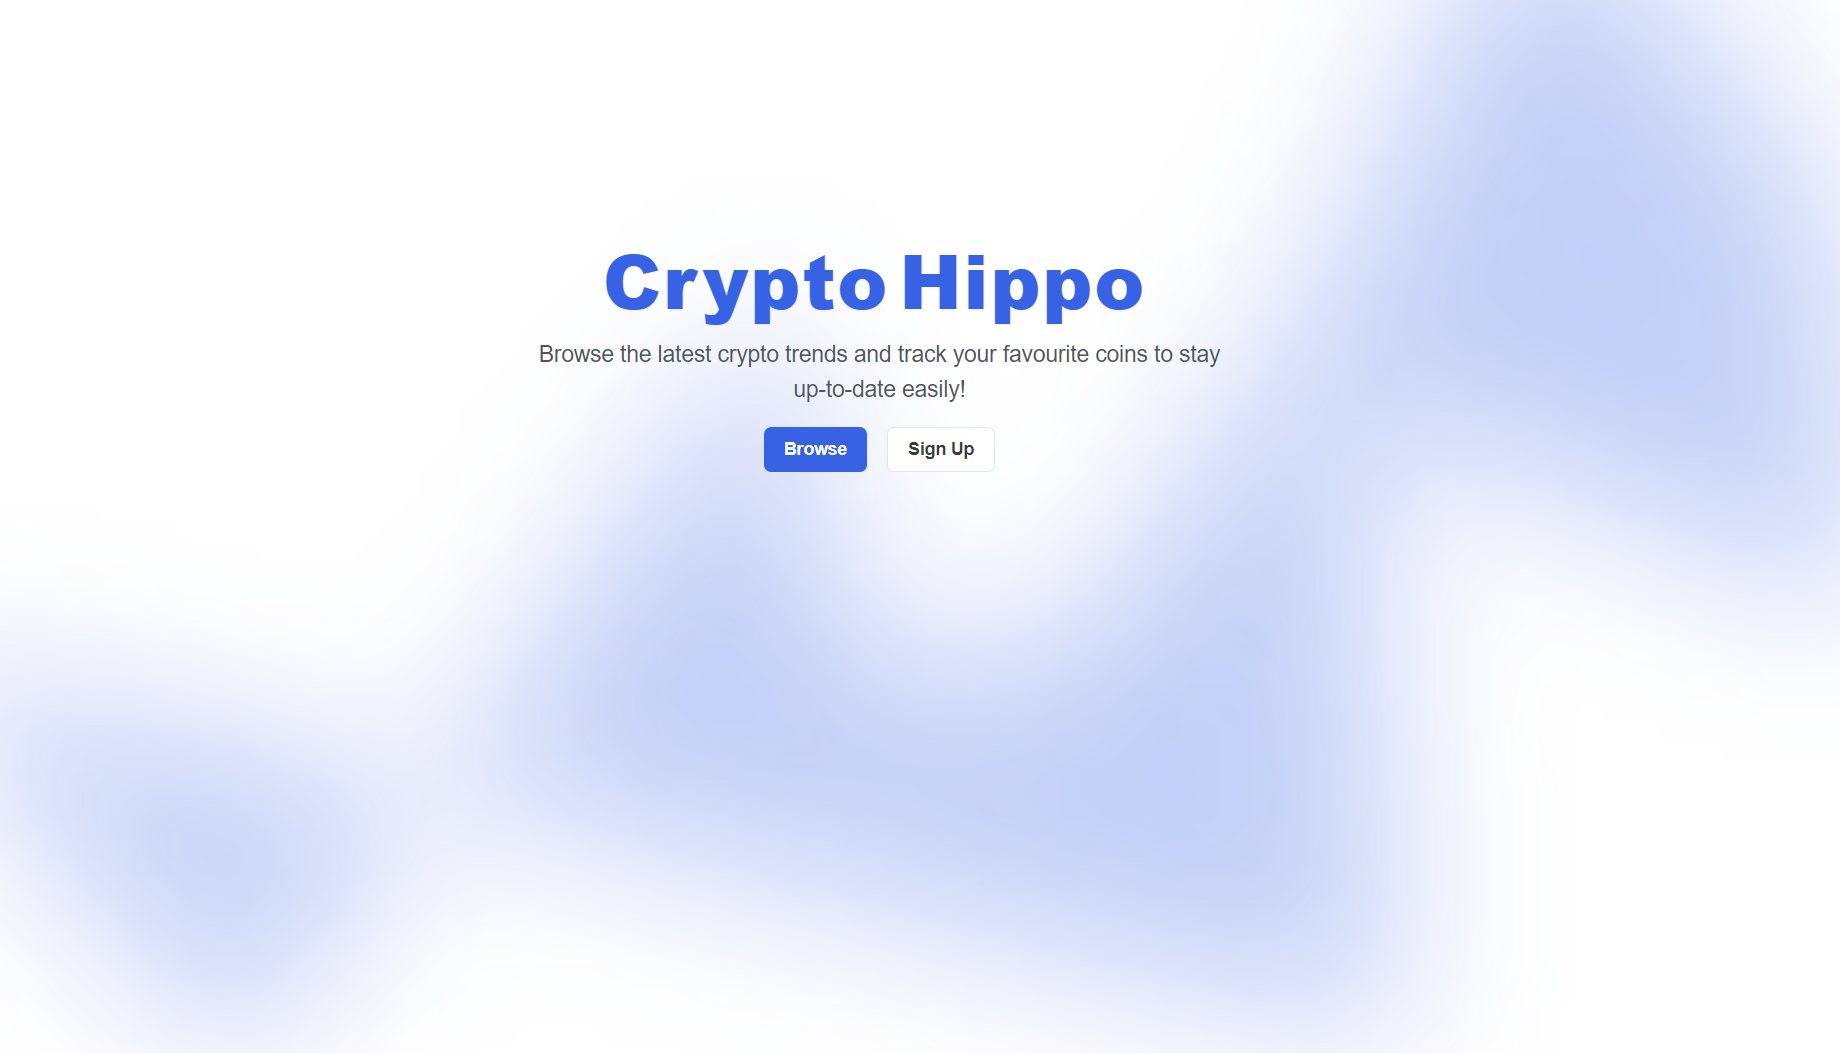 Crypto Hippo
Browse the latest crypto trends and track your favourite coins to stay
up-to-date easily!
Browse
Sign Up